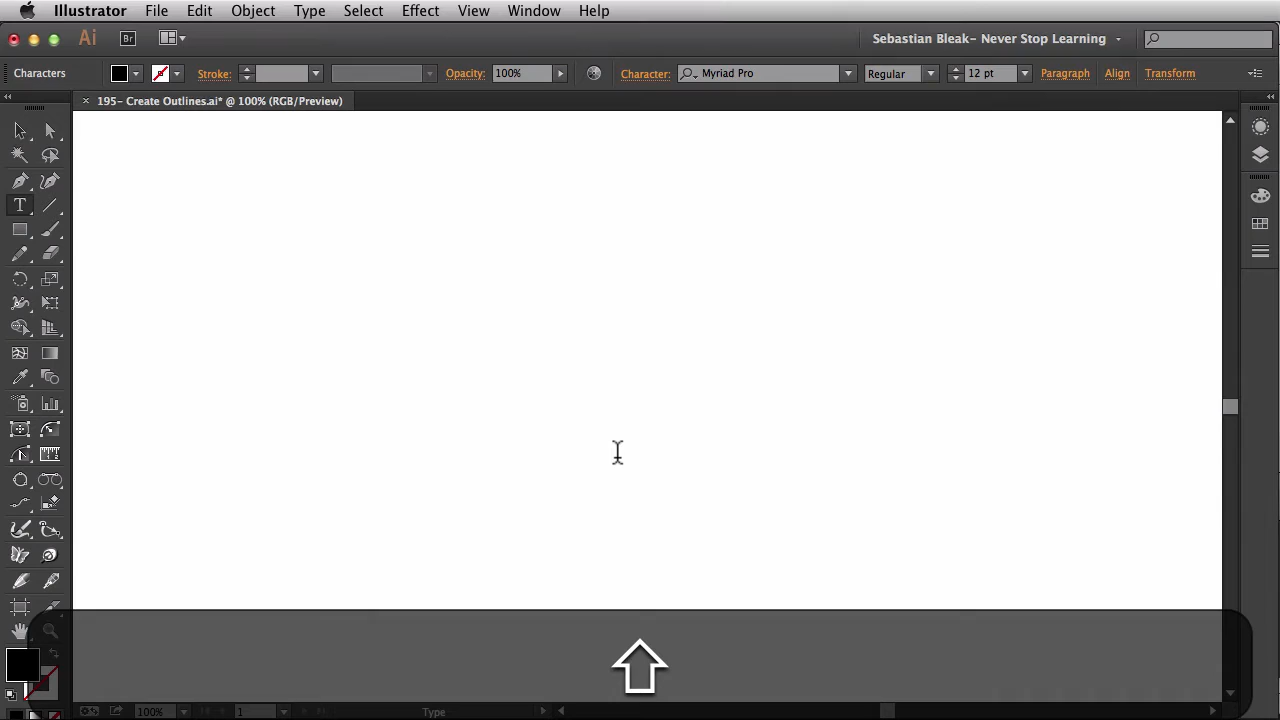 Illustrator File Edit Object Type Select Effect View Window Help
Ai Br Sebastian Bleak- Never Stop Learning
Characters Stroke: Opacity: 100% Character: Myriad Pro Regular 12 pt Paragraph Align Transform
× 195- Create Outlines.ai* @ 100% (RGB/Preview)
T
100% 1 Type